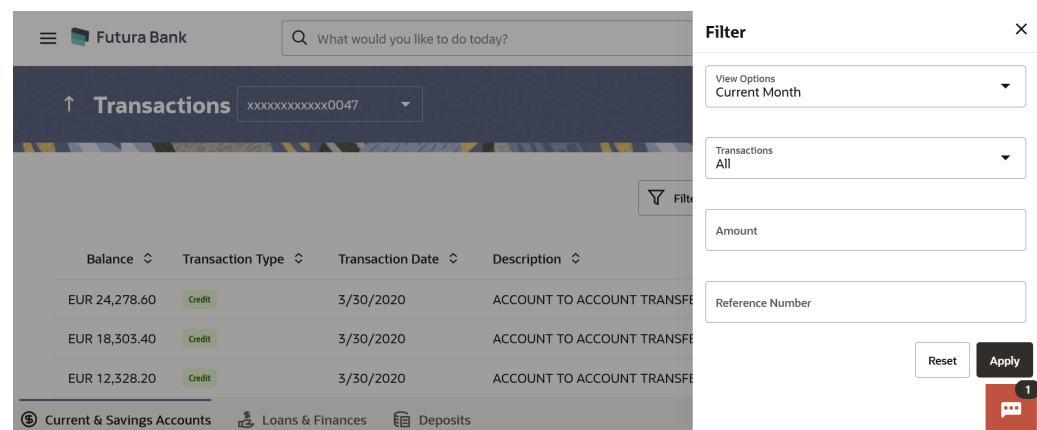 Futura Bank
What would you like to do today?
Transactions
xxxxxxxxxxxx0047
Balance Transaction Type Transaction Date Description
EUR 24,278.60 Credit 3/30/2020 ACCOUNT TO ACCOUNT
EUR 18,303.40 Credit 3/30/2020 ACCOUNT TO ACCOUNT
EUR 12,328.20 Credit 3/30/2020 ACCOUNT TO ACCOUNT
Current & Savings Accounts Loans & Finances Deposits
Filter
View Options
Current Month
Transactions
All
Amount
Reference Number
Reset Apply
1